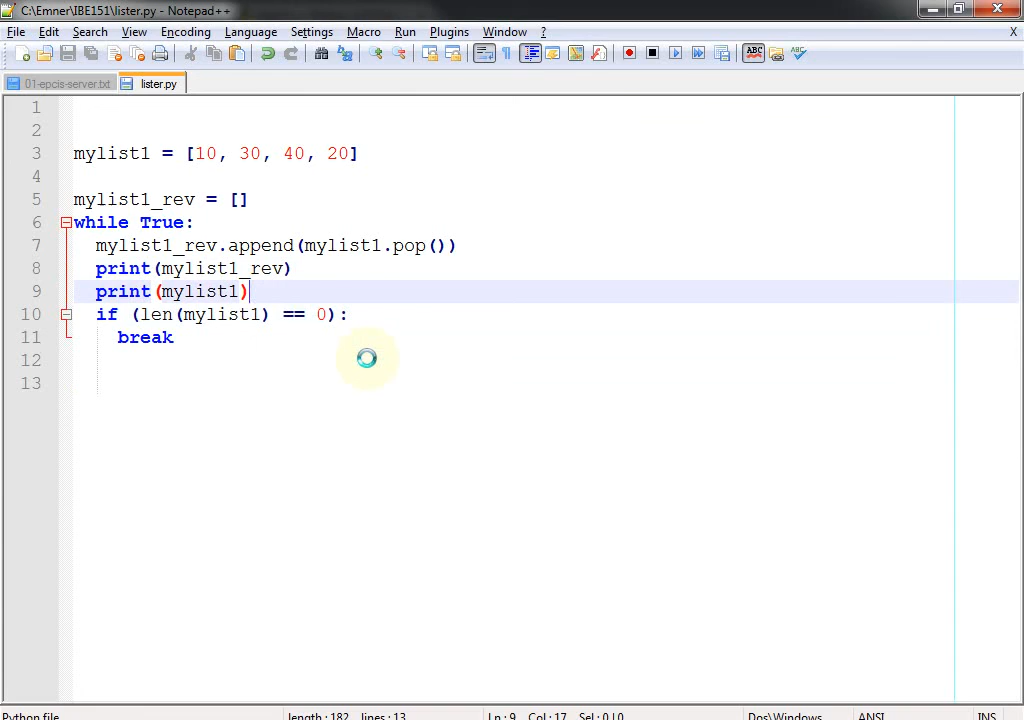 C:\Emner\IBE151\lister.py - Notepad++
File Edit Search View Encoding Language Settings Macro Run Plugins Window ? X
01-epcis-server.txt lister.py
1
2
3 mylist1 = [10, 30, 40, 20]
4
5 mylist1_rev = []
6 while True:
7 mylist1_rev.append(mylist1.pop())
8 print(mylist1_rev)
9 print(mylist1)
10 if (len(mylist1) == 0):
11 break
12
13
Python file length : 182 lines : 13 Ln : 9 Col : 17 Sel : 0 | 0 Dos\Windows ANSI INS